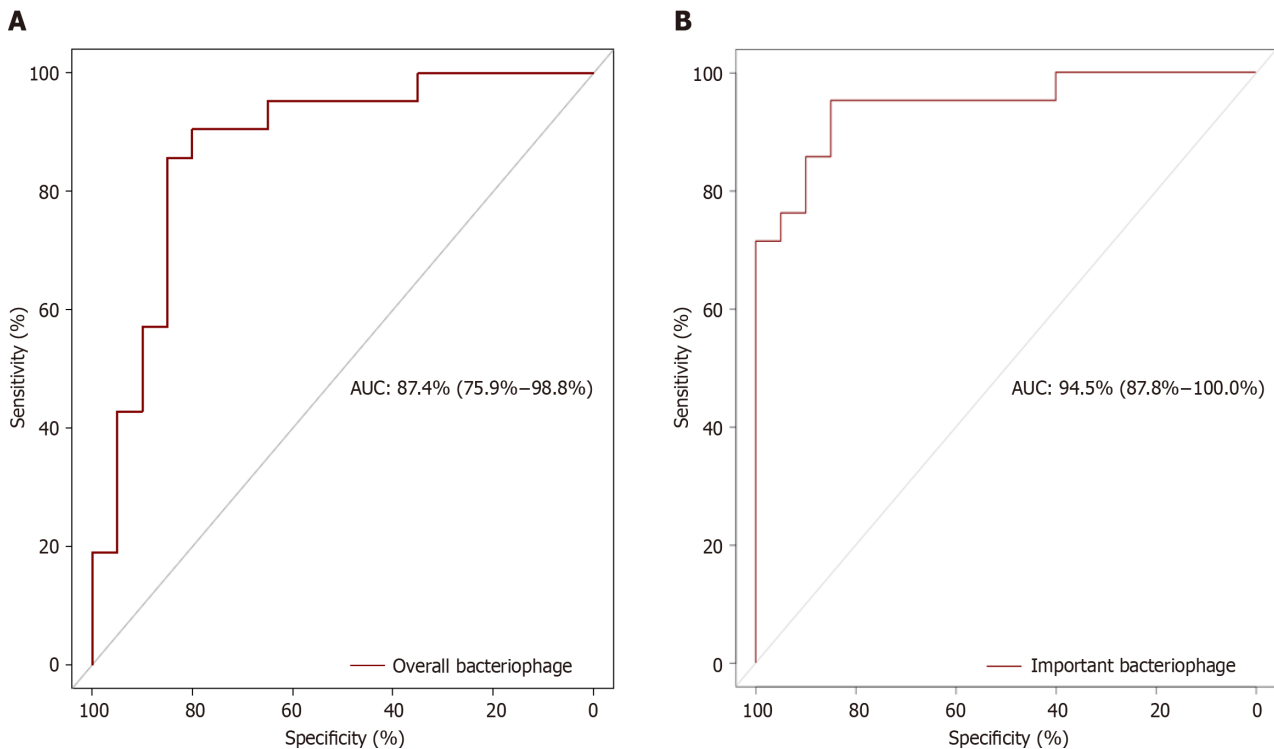 A
100
80
60
40
20
0
Sensitivity (%)
AUC: 87.4% (75.9%−98.8%)
Overall bacteriophage
100 80 60 40 20 0
Specificity (%)
B
100
80
60
40
20
0
Sensitivity (%)
AUC: 94.5% (87.8%−100.0%)
Important bacteriophage
100 80 60 40 20 0
Specificity (%)